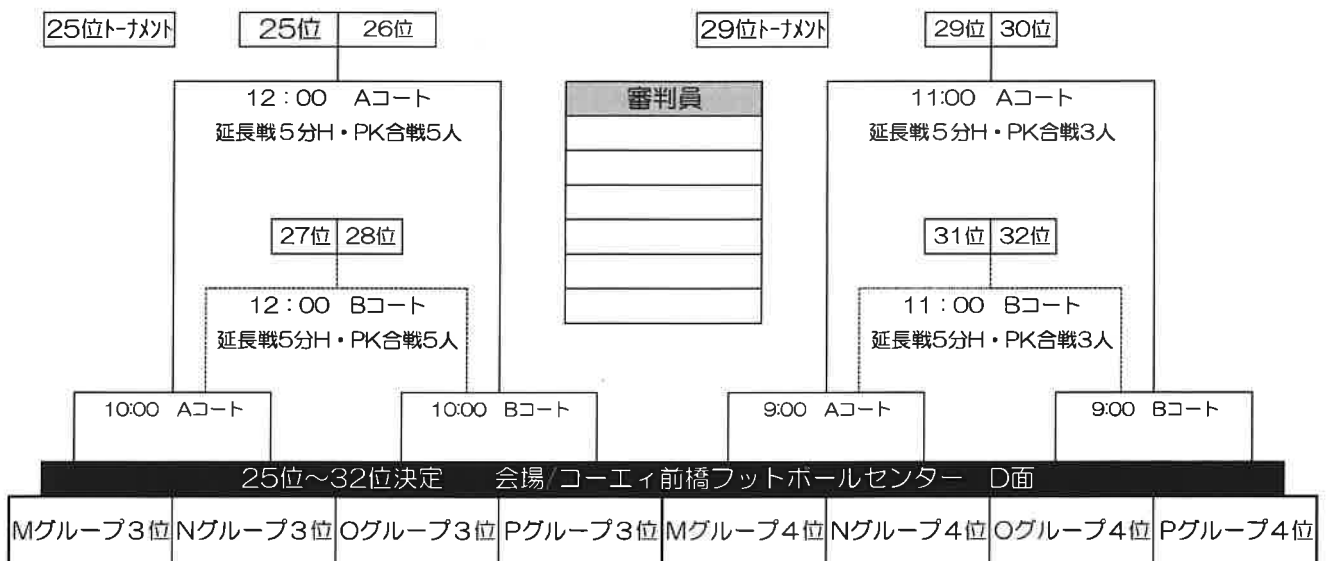 25位トーナメント 25位 26位 29位トーナメント 29位 30位
12：00 Aコート 審判員 11:00 Aコート
延長戦５分H・PK合戦5人 延長戦５分H・PK合戦3人
27位 28位 31位 32位
12：00 Bコート 11：00 Bコート
延長戦5分H・PK合戦5人 延長戦5分H・PK合戦3人
10:00 Aコート 10:00 Bコート 9:00 Aコート 9:00 Bコート
25位～32位決定 会場/コーエィ前橋フットボールセンター D面
Mグループ３位 Nグループ３位 Oグループ３位 Pグループ３位 Mグループ４位 Nグループ４位 Oグループ４位 Pグループ４位